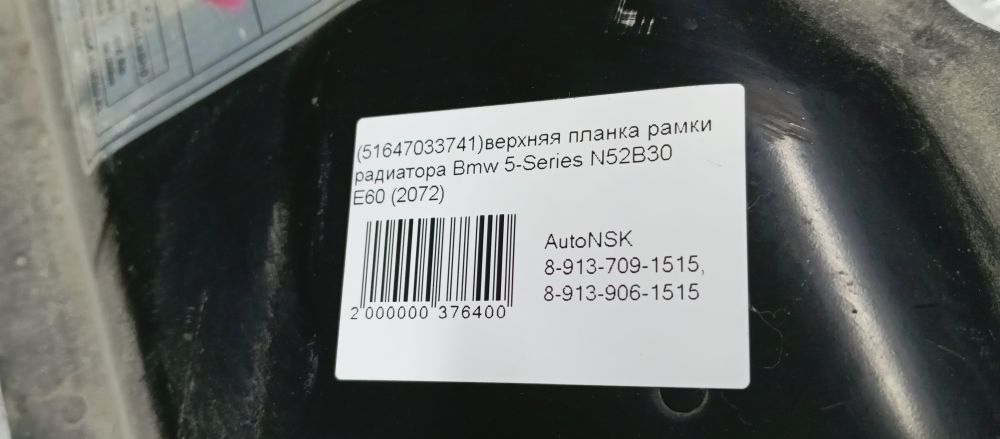 (51647033741)верхняя планка рамки
радиатора Bmw 5-Series N52B30
E60 (2072)
AutoNSK
8-913-709-1515,
8-913-906-1515
2 000000 376400